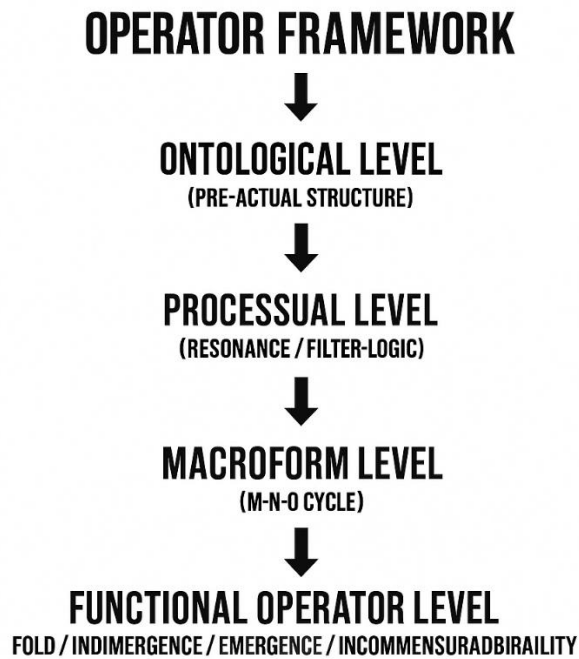 OPERATOR FRAMEWORK
ONTOLOGICAL LEVEL
(PRE-ACTUAL STRUCTURE)
PROCESSUAL LEVEL
(RESONANCE / FILTER-LOGIC)
MACROFORM LEVEL
(M-N-O CYCLE)
FUNCTIONAL OPERATOR LEVEL
FOLD / INDIMERGENCE / EMERGENCE / INCOMMENSURADBIRAILITY